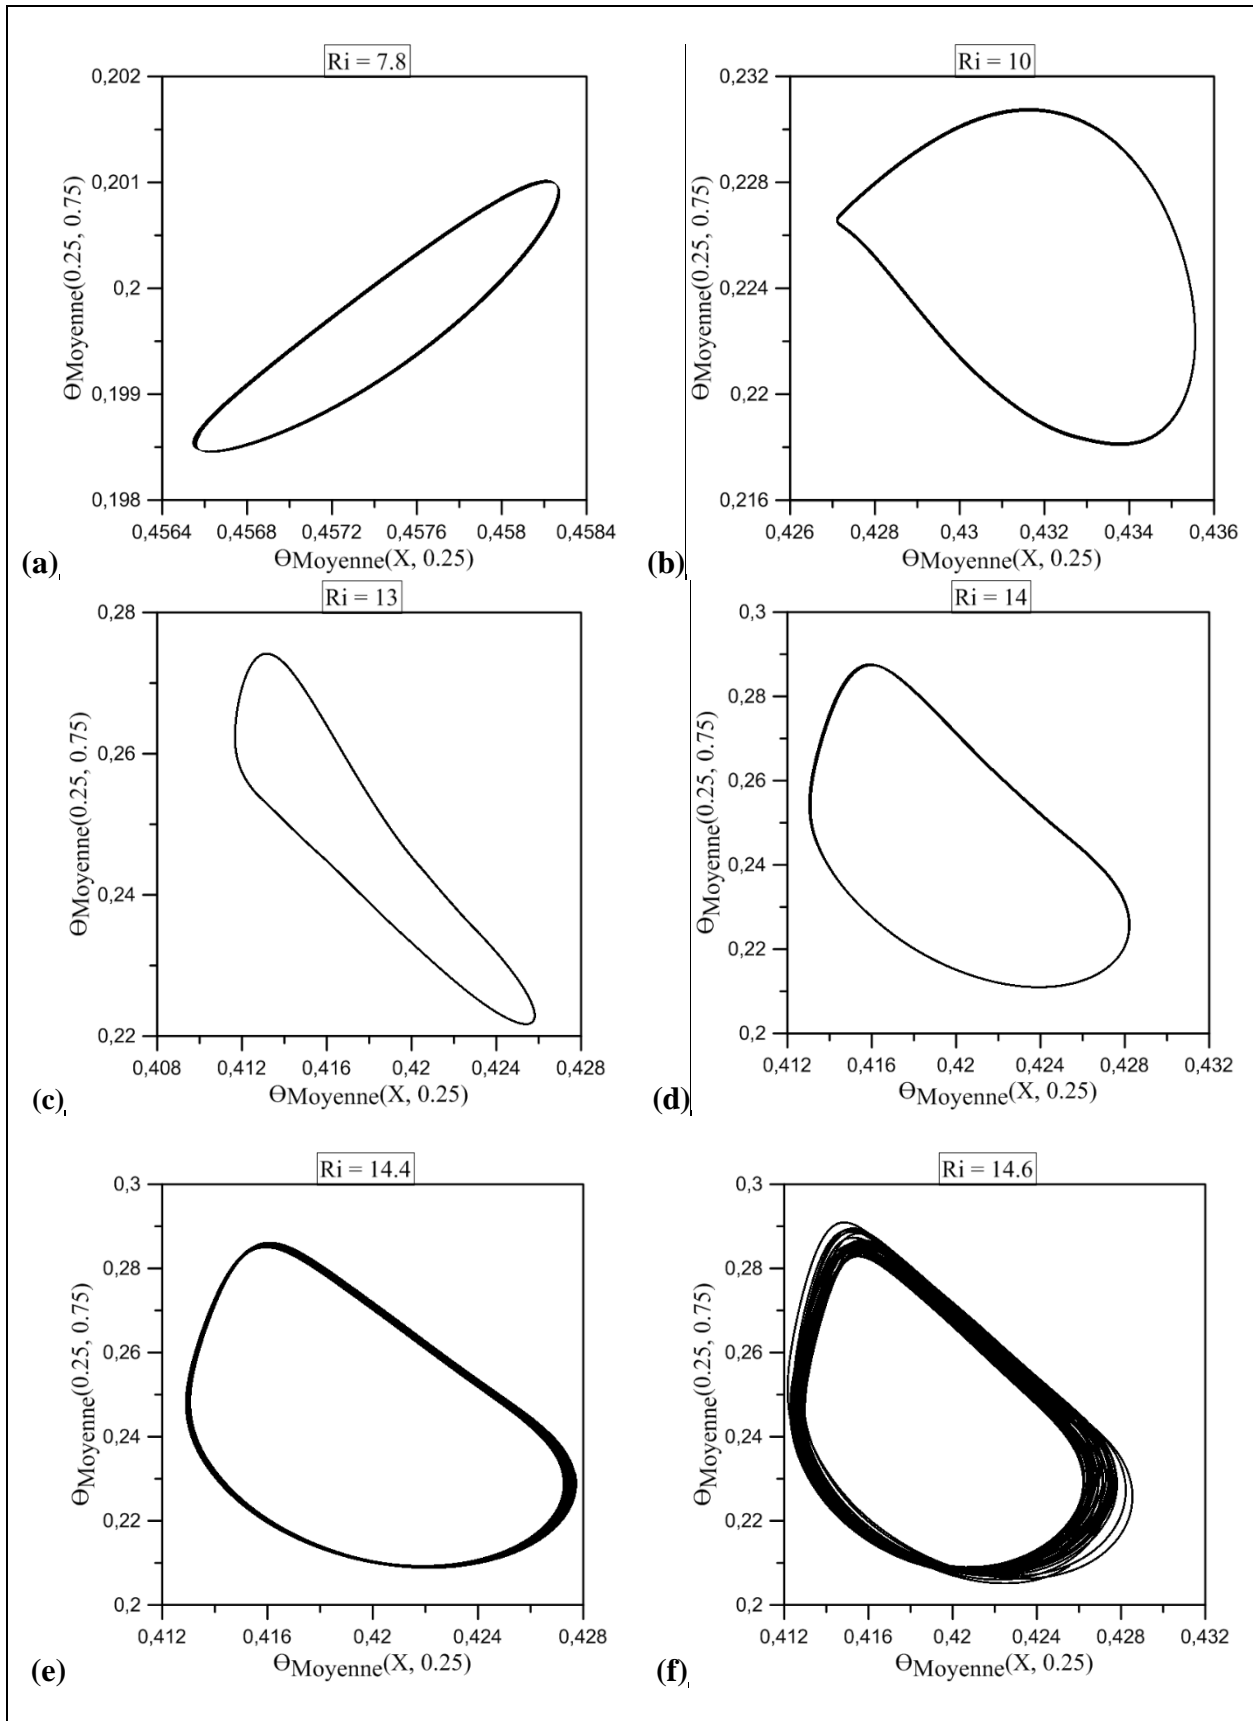 Ri = 7.8
0,202
0,201
0,2
0,199
0,198
ΘMoyenne(0.25, 0.75)
0,4564 0,4568 0,4572 0,4576 0,458 0,4584
ΘMoyenne(X, 0.25)
(a)
Ri = 10
0,232
0,228
0,224
0,22
0,216
ΘMoyenne(0.25, 0.75)
0,426 0,428 0,43 0,432 0,434 0,436
ΘMoyenne(X, 0.25)
(b)
Ri = 13
0,28
0,26
0,24
0,22
ΘMoyenne(0.25, 0.75)
0,408 0,412 0,416 0,42 0,424 0,428
ΘMoyenne(X, 0.25)
(c)
Ri = 14
0,3
0,28
0,26
0,24
0,22
0,2
ΘMoyenne(0.25, 0.75)
0,412 0,416 0,42 0,424 0,428 0,432
ΘMoyenne(X, 0.25)
(d)
Ri = 14.4
0,3
0,28
0,26
0,24
0,22
0,2
ΘMoyenne(0.25, 0.75)
0,412 0,416 0,42 0,424 0,428
ΘMoyenne(X, 0.25)
(e)
Ri = 14.6
0,3
0,28
0,26
0,24
0,22
0,2
ΘMoyenne(0.25, 0.75)
0,412 0,416 0,42 0,424 0,428 0,432
ΘMoyenne(X, 0.25)
(f)